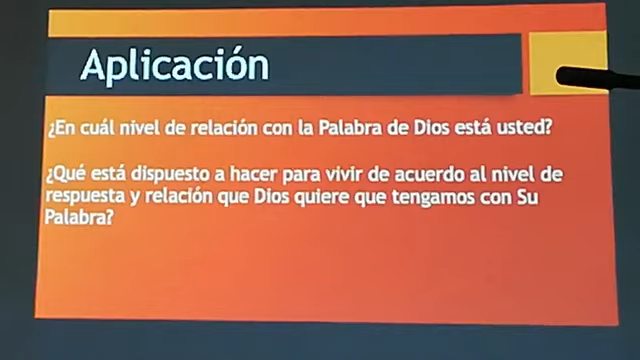 Aplicación
¿En cuál nivel de relación con la Palabra de Dios está usted?
¿Qué está dispuesto a hacer para vivir de acuerdo al nivel de
respuesta y relación que Dios quiere que tengamos con Su
Palabra?